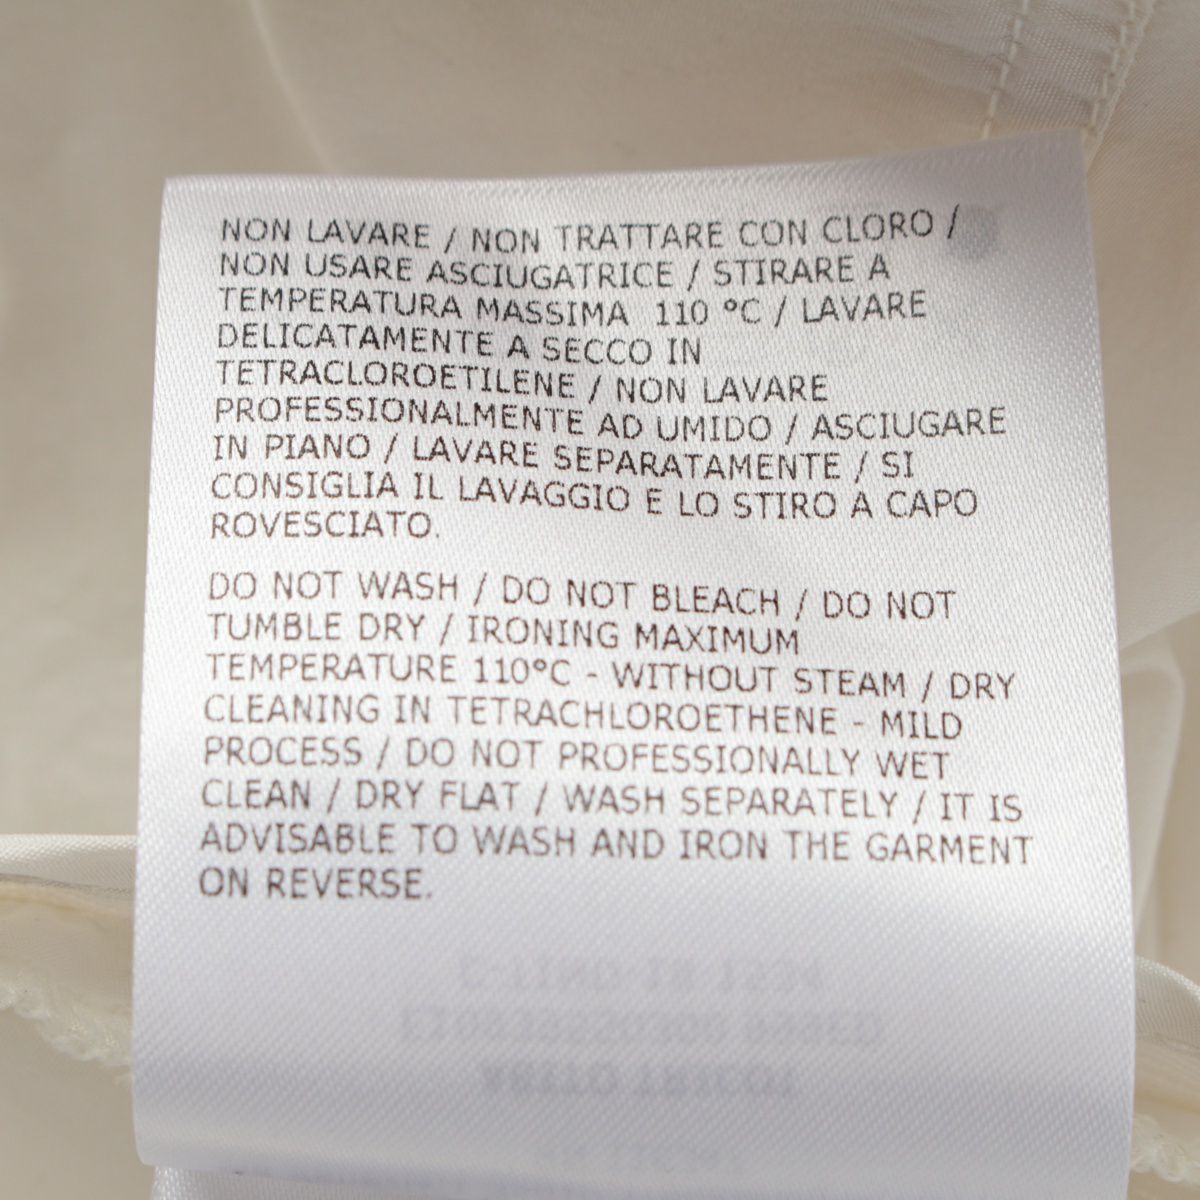 NON LAVARE / NON TRATTARE CON CLORO /
NON USARE ASCIUGATRICE / STIRARE A
TEMPERATURA MASSIMA 110 °C / LAVARE
DELICATAMENTE A SECCO IN
TETRACLOROETILENE / NON LAVARE
PROFESSIONALMENTE AD UMIDO / ASCIUGARE
IN PIANO / LAVARE SEPARATAMENTE / SI
CONSIGLIA IL LAVAGGIO E LO STIRO A CAPO
ROVESCIATO.
DO NOT WASH / DO NOT BLEACH / DO NOT
TUMBLE DRY / IRONING MAXIMUM
TEMPERATURE 110°C - WITHOUT STEAM / DRY
CLEANING IN TETRACHLOROETHENE - MILD
PROCESS / DO NOT PROFESSIONALLY WET
CLEAN / DRY FLAT / WASH SEPARATELY / IT IS
ADVISABLE TO WASH AND IRON THE GARMENT
ON REVERSE.